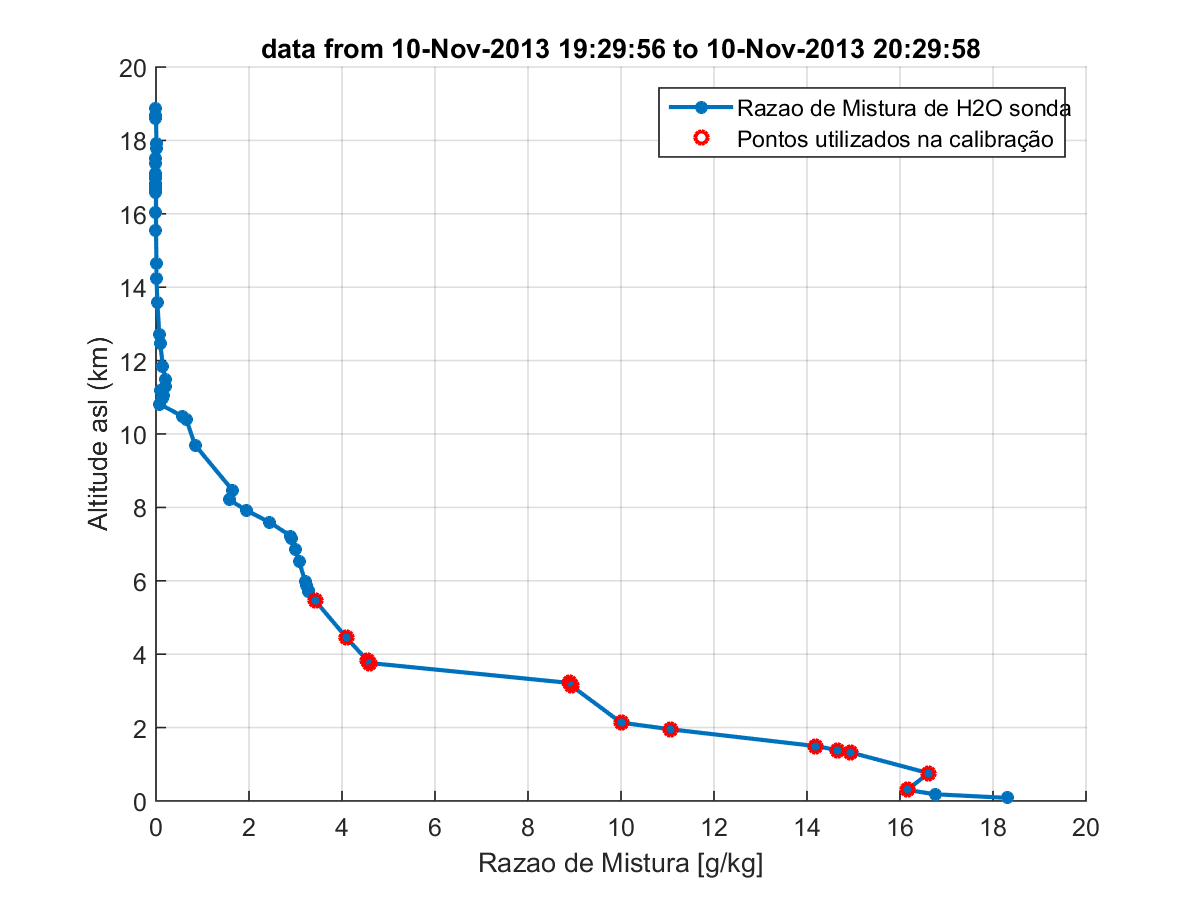 data from 10-Nov-2013 19:29:56 to 10-Nov-2013 20:29:58
Razao de Mistura de H2O sonda
Pontos utilizados na calibração
20
18
16
14
12
10
8
6
4
2
0
Altitude asl (km)
0 2 4 6 8 10 12 14 16 18 20
Razao de Mistura [g/kg]